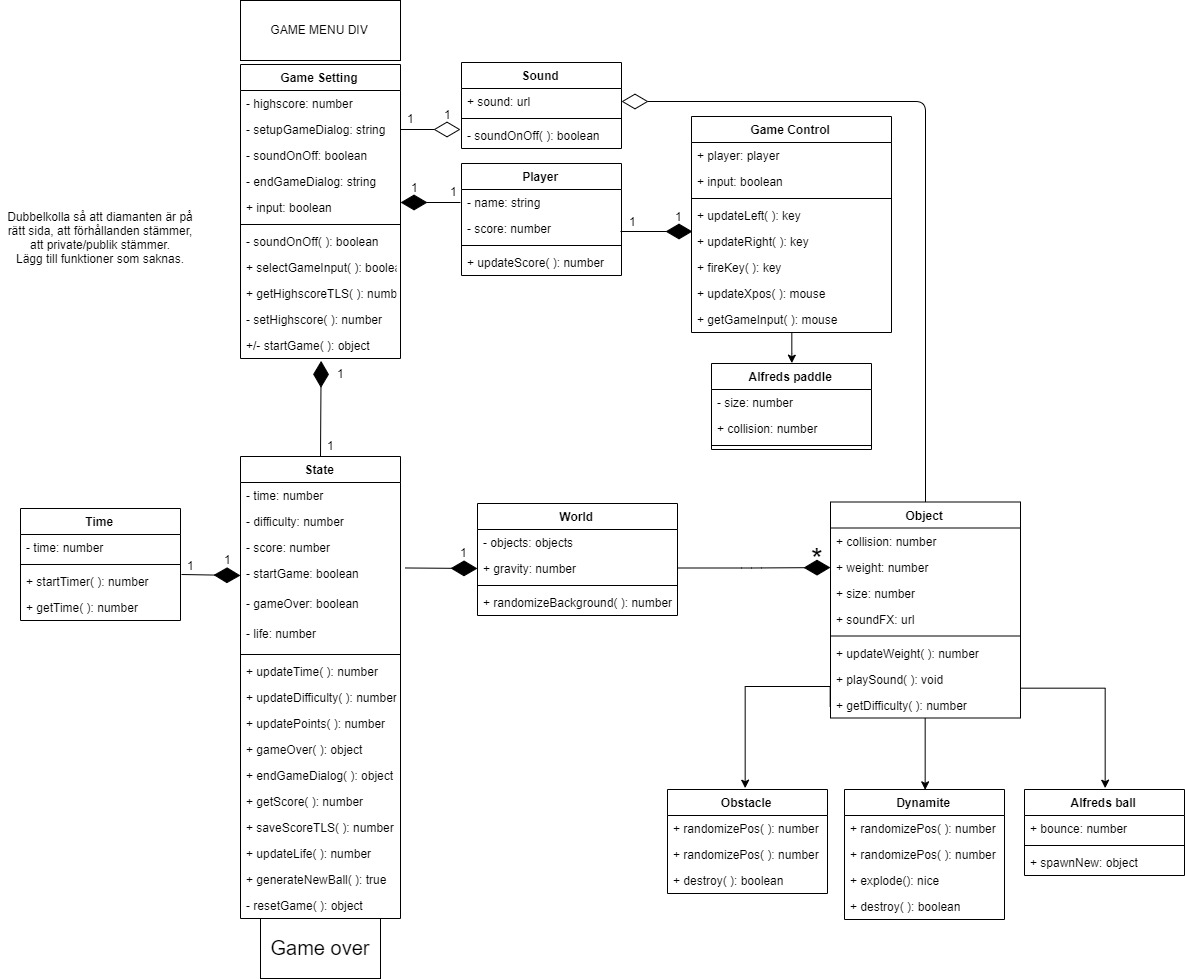 GAME MENU DIV
Game Setting
- highscore: number
- setupGameDialog: string
- soundOnOff: boolean
- endGameDialog: string
+ input: boolean
- soundOnOff( ): boolean
+ selectGameInput( ): boolea
+ getHighscoreTLS( ): numb
- setHighscore( ): number
+/- startGame( ): object
Dubbelkolla så att diamanten är på
rätt sida, att förhållanden stämmer,
att private/publik stämmer.
Lägg till funktioner som saknas.
1
1
Sound
+ sound: url
- soundOnOff( ): boolean
1
1
Player
- name: string
- score: number
+ updateScore( ): number
1
1
Game Control
+ player: player
+ input: boolean
+ updateLeft( ): key
+ updateRight( ): key
+ fireKey( ): key
+ updateXpos( ): mouse
+ getGameInput( ): mouse
Alfreds paddle
- size: number
+ collision: number
1
1
State
- time: number
- difficulty: number
- score: number
- startGame: boolean
- gameOver: boolean
- life: number
+ updateTime( ): number
+ updateDifficulty( ): number
+ updatePoints( ): number
+ gameOver( ): object
+ endGameDialog( ): object
+ getScore( ): number
+ saveScoreTLS( ): number
+ updateLife( ): number
+ generateNewBall( ): true
- resetGame( ): object
Game over
Time
- time: number
+ startTimer( ): number
+ getTime( ): number
1
1
1
World
- objects: objects
+ gravity: number
+ randomizeBackground( ): number
*
Object
+ collision: number
+ weight: number
+ size: number
+ soundFX: url
+ updateWeight( ): number
+ playSound( ): void
+ getDifficulty( ): number
Obstacle
+ randomizePos( ): number
+ randomizePos( ): number
+ destroy( ): boolean
Dynamite
+ randomizePos( ): number
+ randomizePos( ): number
+ explode(): nice
+ destroy( ): boolean
Alfreds ball
+ bounce: number
+ spawnNew: object